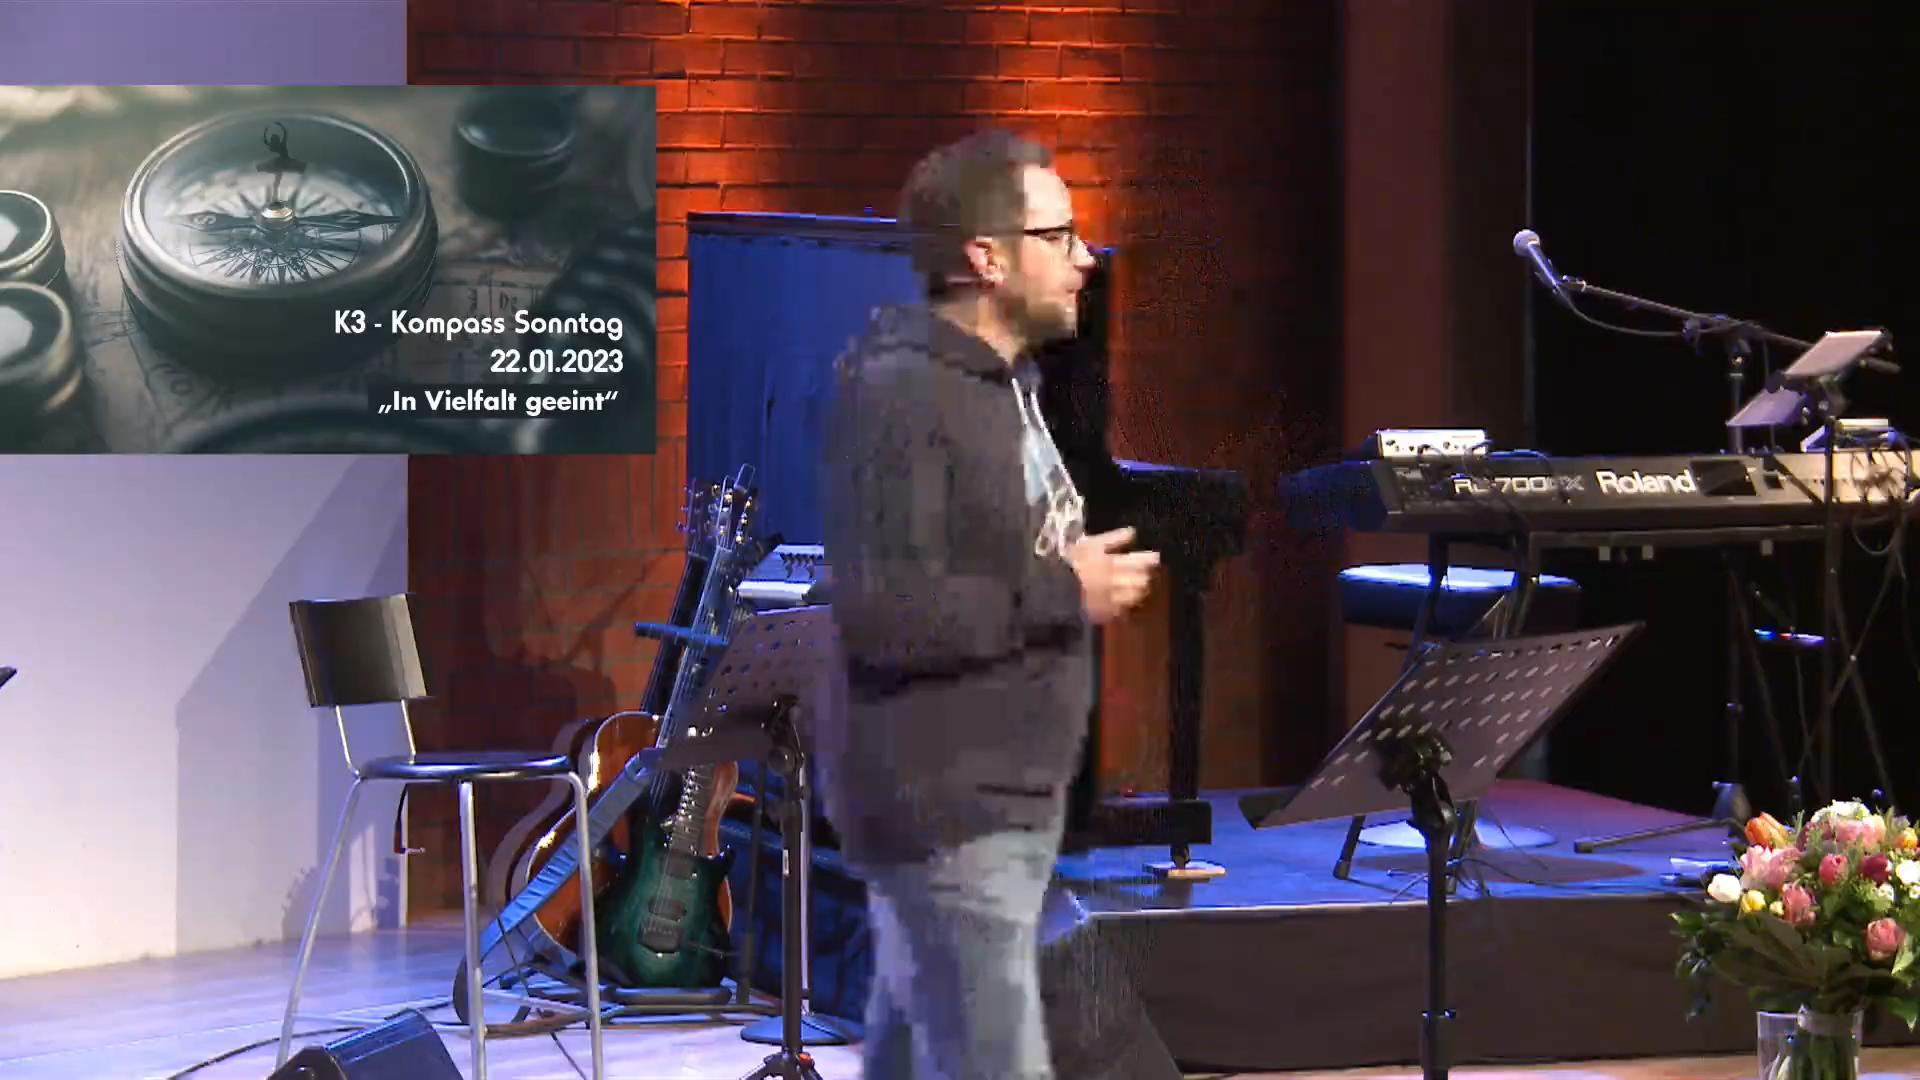 K3 - Kompass Sonntag
22.01.2023
„In Vielfalt geeint“
S
N
Roland